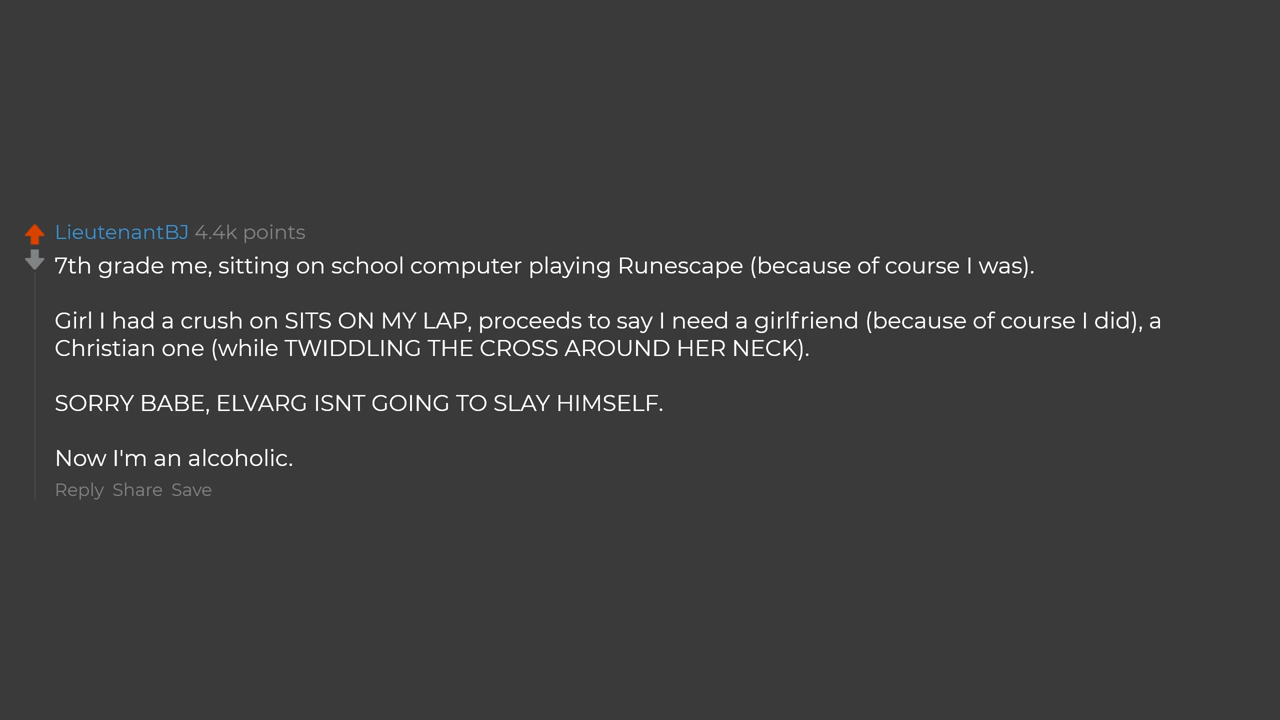 LieutenantBJ 4.4k points
7th grade me, sitting on school computer playing Runescape (because of course I was).
Girl I had a crush on SITS ON MY LAP, proceeds to say I need a girlfriend (because of course I did), a
Christian one (while TWIDDLING THE CROSS AROUND HER NECK).
SORRY BABE, ELVARG ISNT GOING TO SLAY HIMSELF.
Now I'm an alcoholic.
Reply Share Save